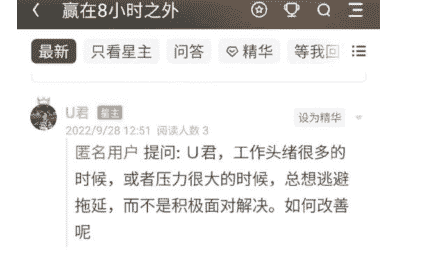 赢在8小时之外
最新 只看星主 问答 精华 等我回
U君 星主
2022/9/28 12:51 阅读人数 3 设为精华
匿名用户 提问: U君，工作头绪很多的
时候，或者压力很大的时候，总想逃避
拖延，而不是积极面对解决。如何改善
呢